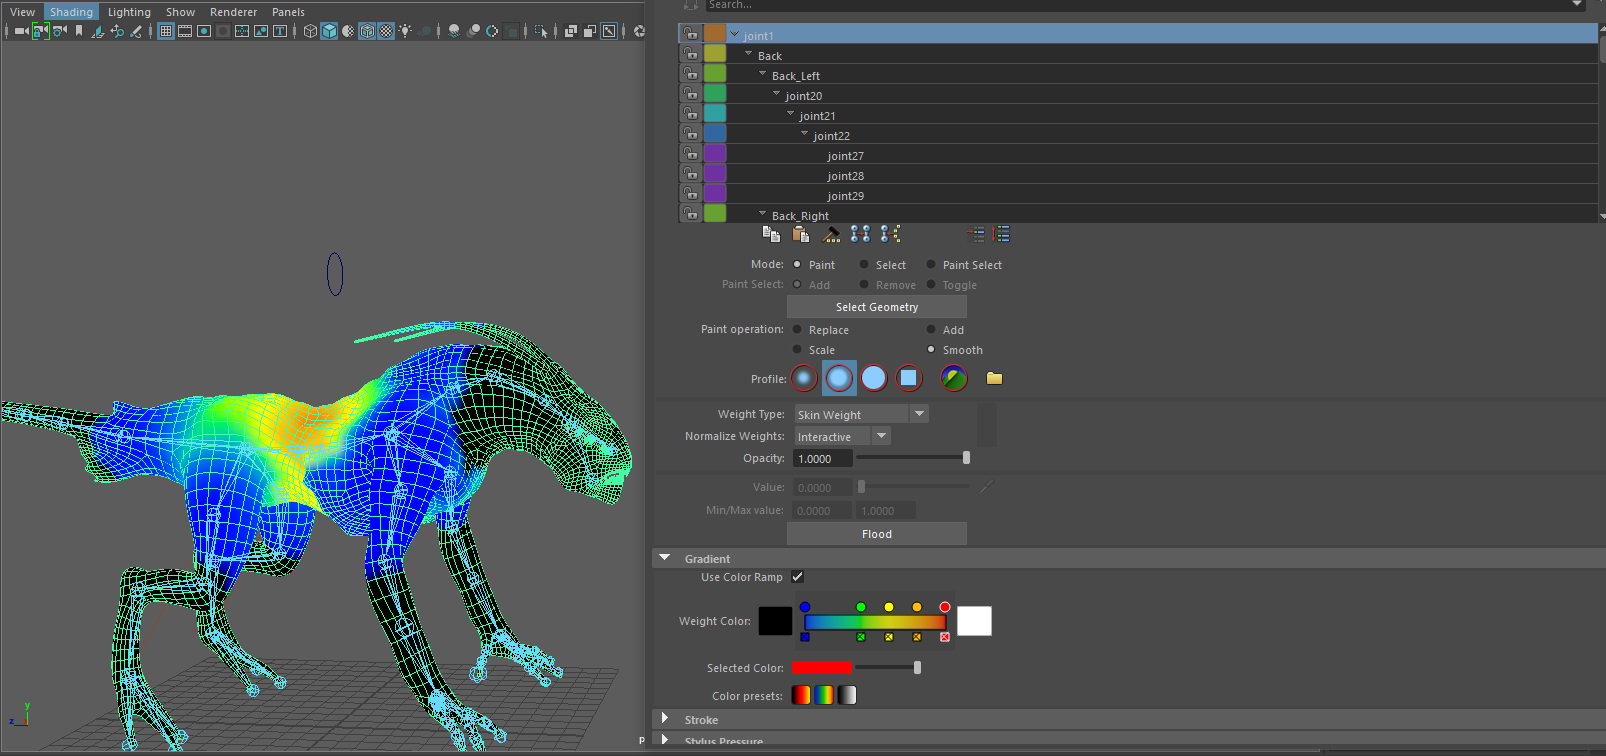 View Shading Lighting Show Renderer Panels
Search...
joint1
Back
Back_Left
joint20
joint21
joint22
joint27
joint28
joint29
Back_Right
Mode: Paint Select Paint Select
Paint Select: Add Remove Toggle
Select Geometry
Paint operation: Replace Add
Scale Smooth
Profile:
Weight Type: Skin Weight
Normalize Weights: Interactive
Opacity: 1.0000
Value: 0.0000
Min/Max value: 0.0000 1.0000
Flood
Gradient
Use Color Ramp
Weight Color:
Selected Color:
Color presets:
Stroke
Stylus Pressure
y
z
p